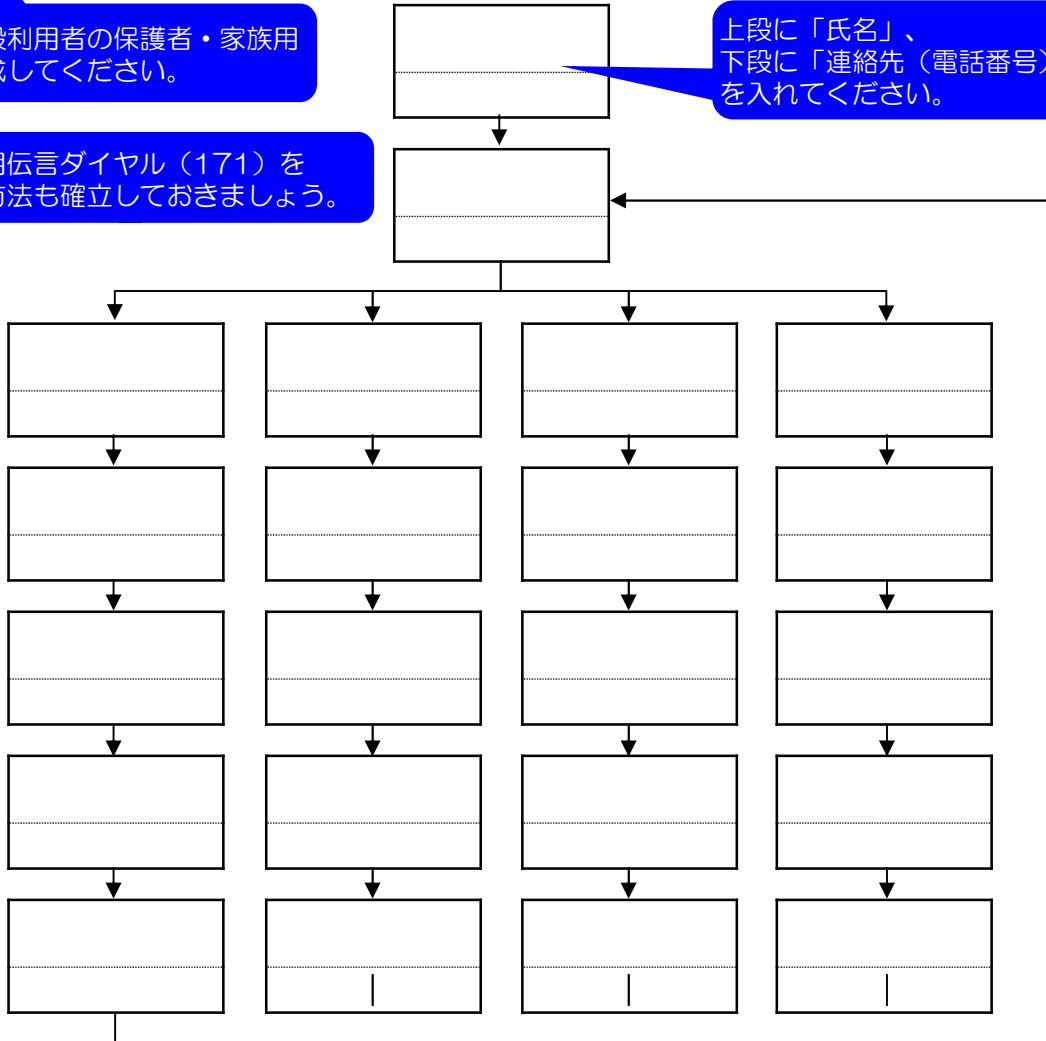 設利用者の保護者・家族用
成してください。
上段に「氏名」、
下段に「連絡先（電話番号）
を入れてください。
用伝言ダイヤル（171）を
方法も確立しておきましょう。